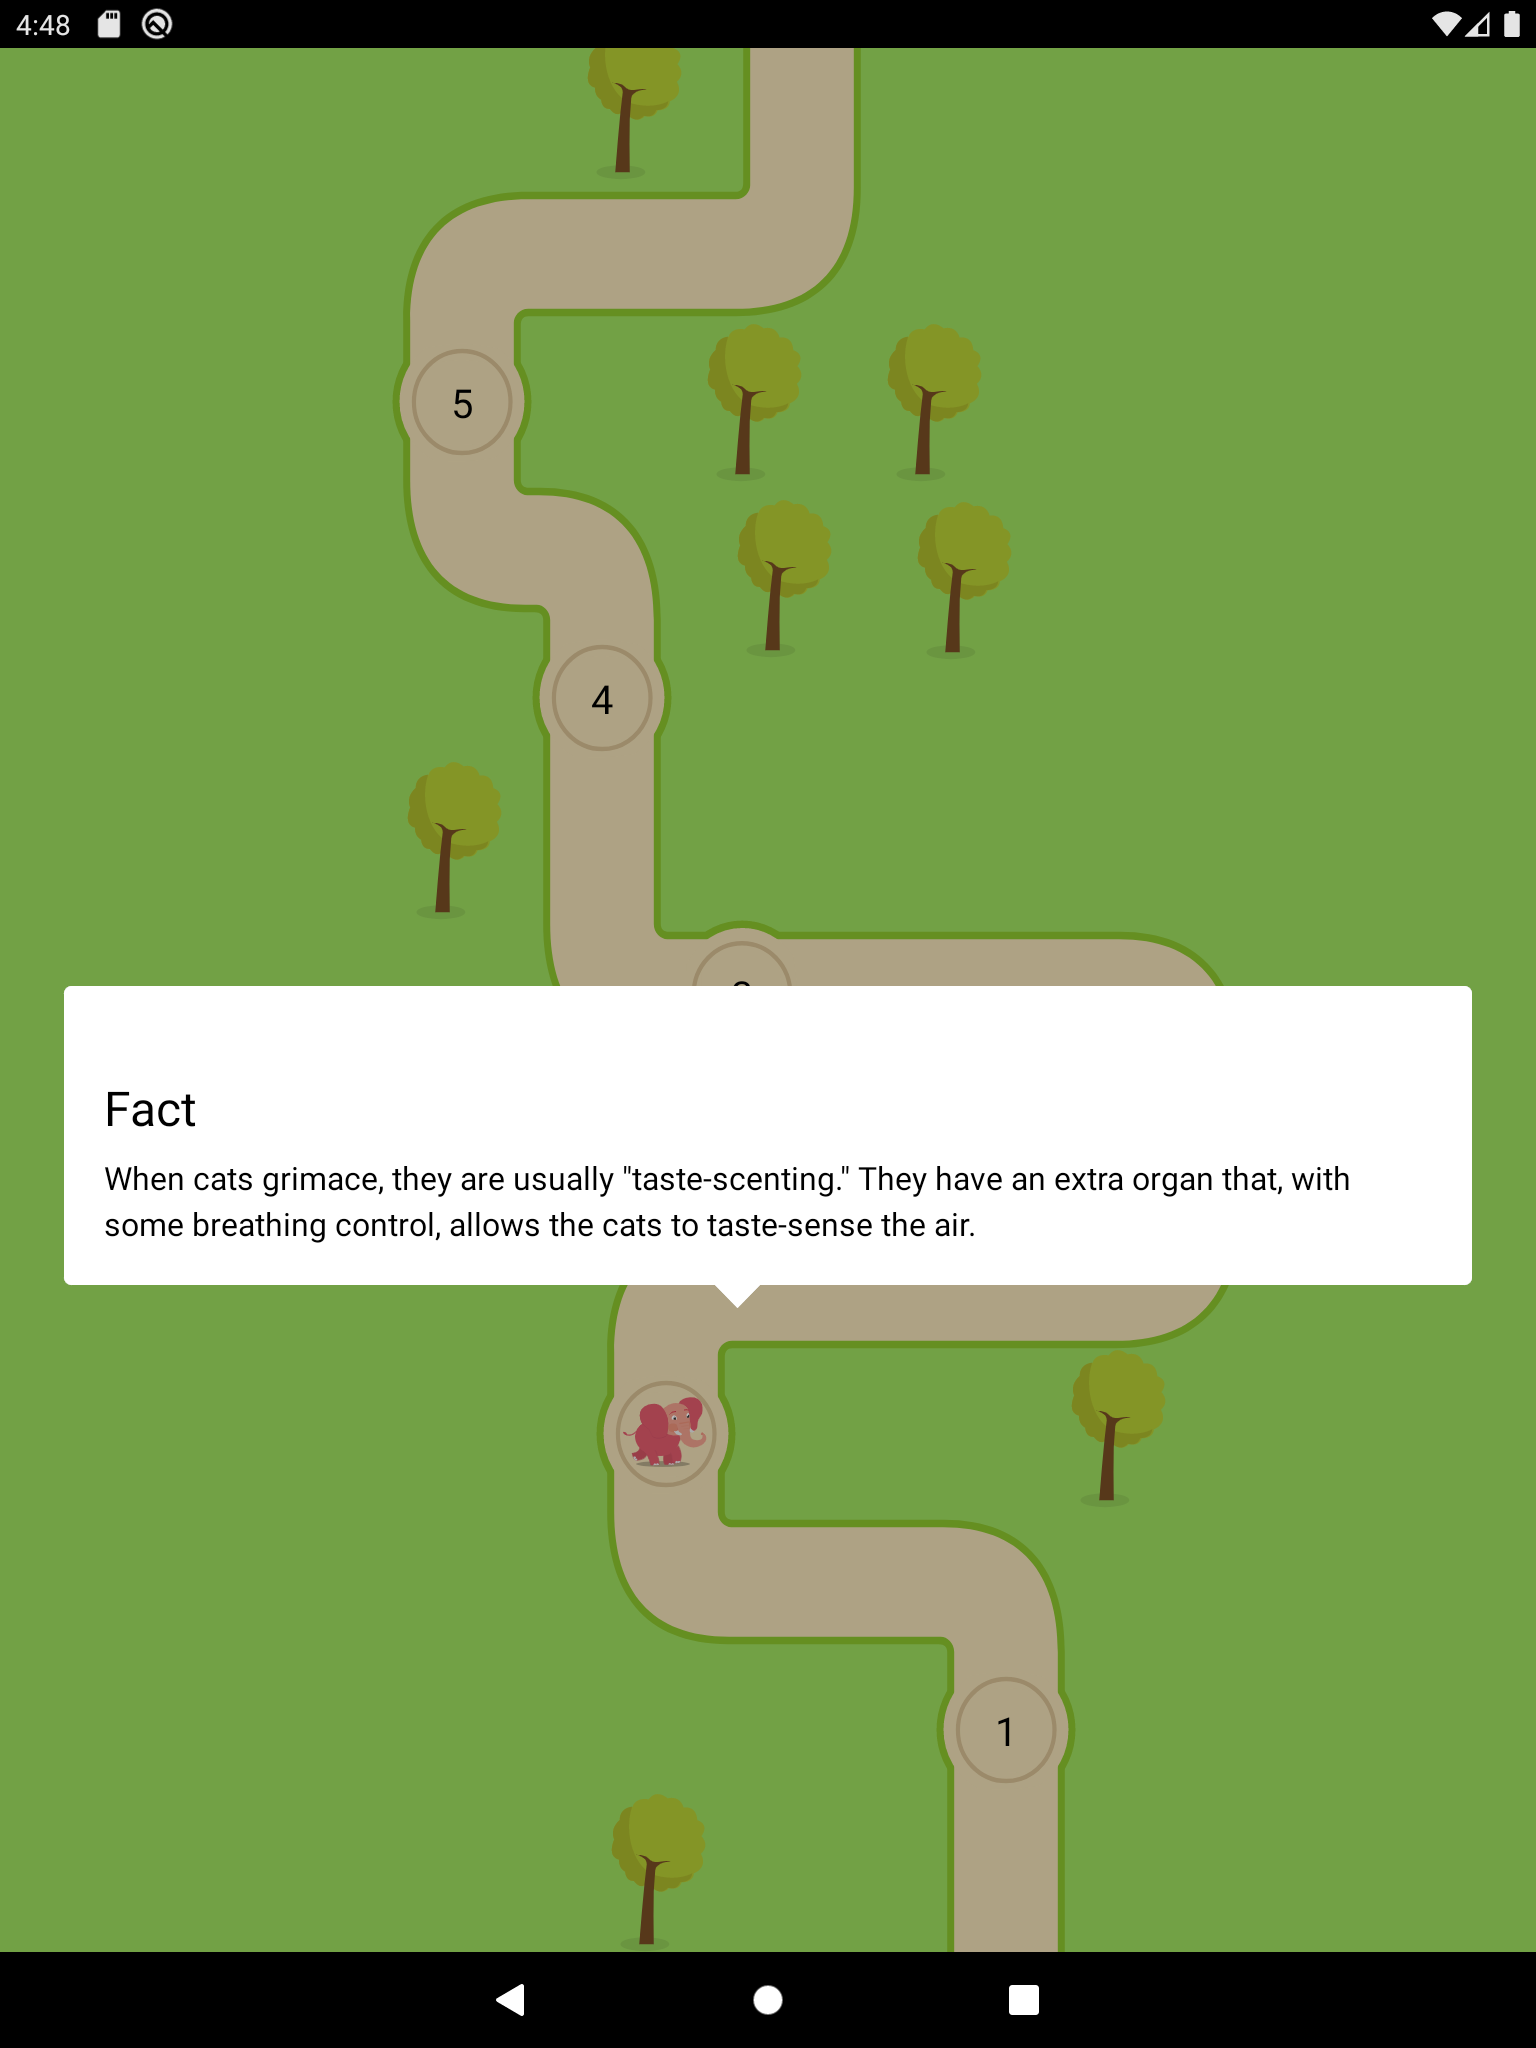 4:48
5
4
Fact
When cats grimace, they are usually "taste-scenting." They have an extra organ that, with
some breathing control, allows the cats to taste-sense the air.
1